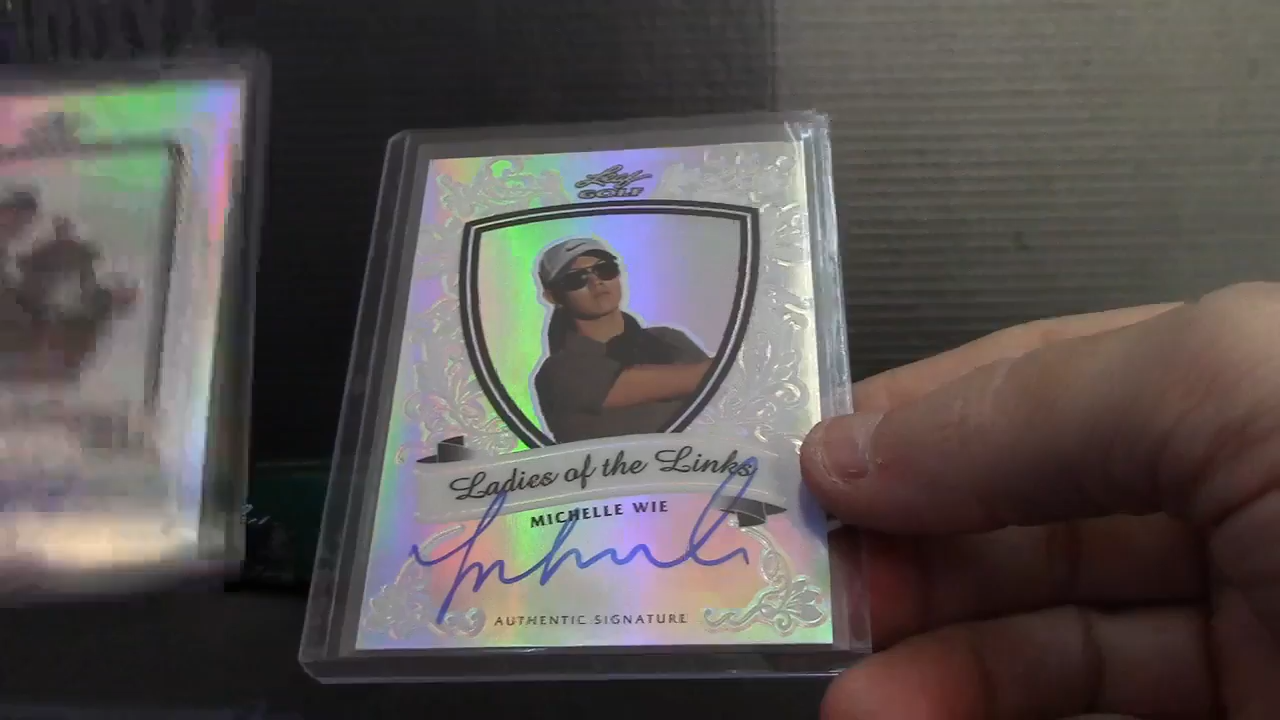 Leaf
GOLF
Ladies of the Links
MICHELLE WIE
AUTHENTIC SIGNATURE